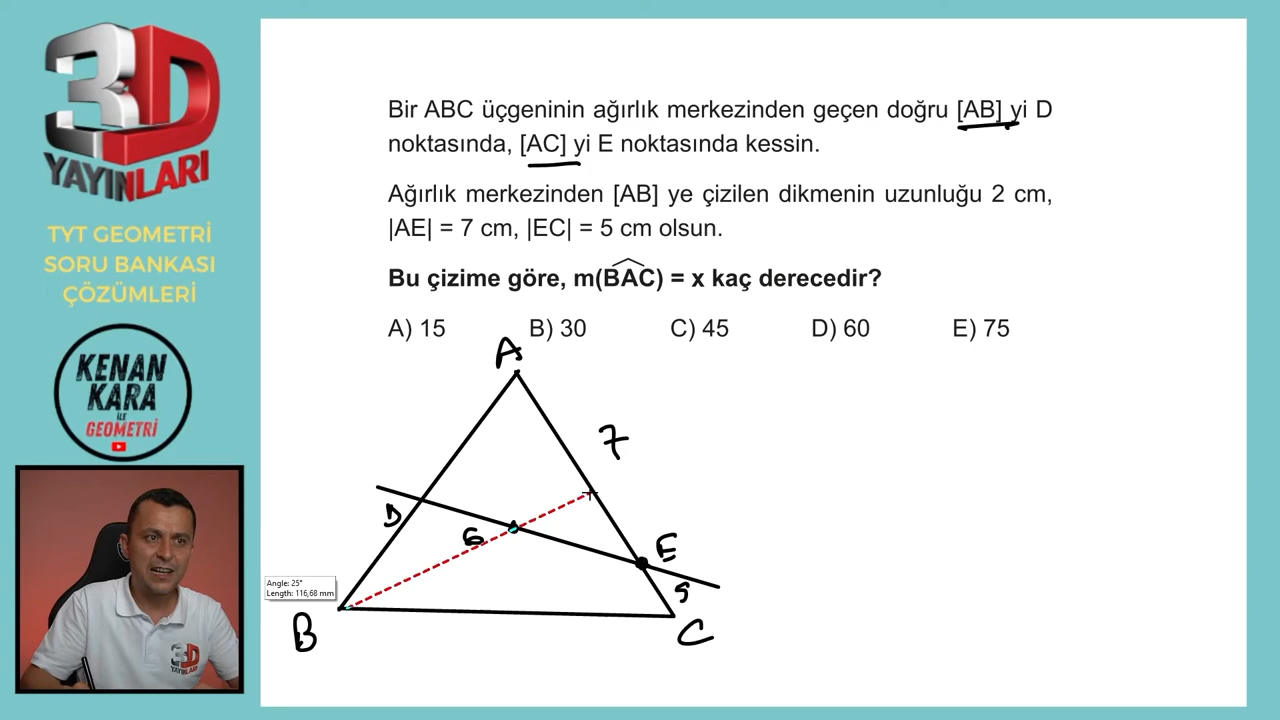 3D
YAYINLARI
TYT GEOMETRİ
SORU BANKASI
ÇÖZÜMLERİ
KENAN
KARA
İLE
GEOMETRİ
3D
YAYINLARI
Bir ABC üçgeninin ağırlık merkezinden geçen doğru [AB] yi D
noktasında, [AC] yi E noktasında kessin.
Ağırlık merkezinden [AB] ye çizilen dikmenin uzunluğu 2 cm,
|AE| = 7 cm, |EC| = 5 cm olsun.
Bu çizime göre, m(BAC) = x kaç derecedir?
A) 15 B) 30 C) 45 D) 60 E) 75
A
7
D
G
E
5
B
C
Angle: 25°
Length: 116,68 mm